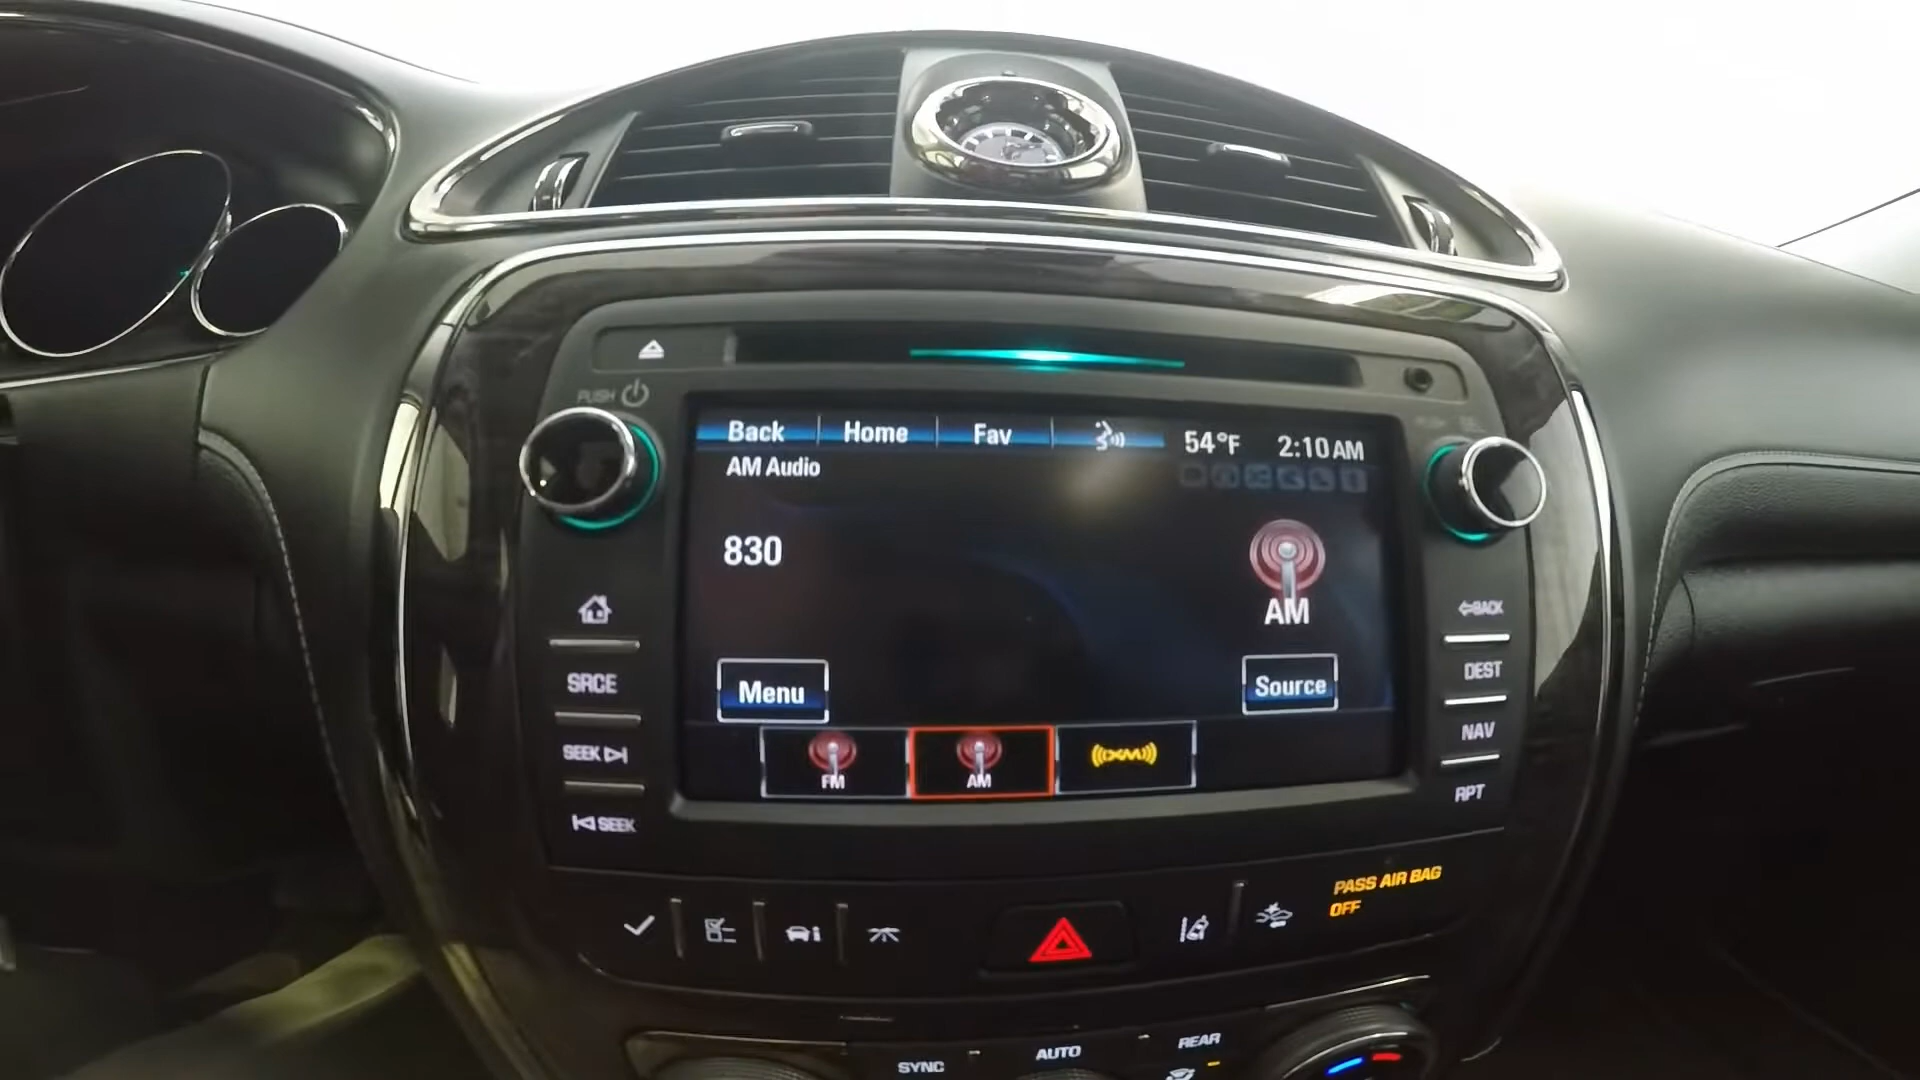 PUSH
Back Home Fav 54°F 2:10 AM
AM Audio
830
AM
Menu Source
FM AM XM
SRCE
SEEK
SEEK
BACK
DEST
NAV
RPT
PASS AIR BAG
OFF
SYNC AUTO REAR